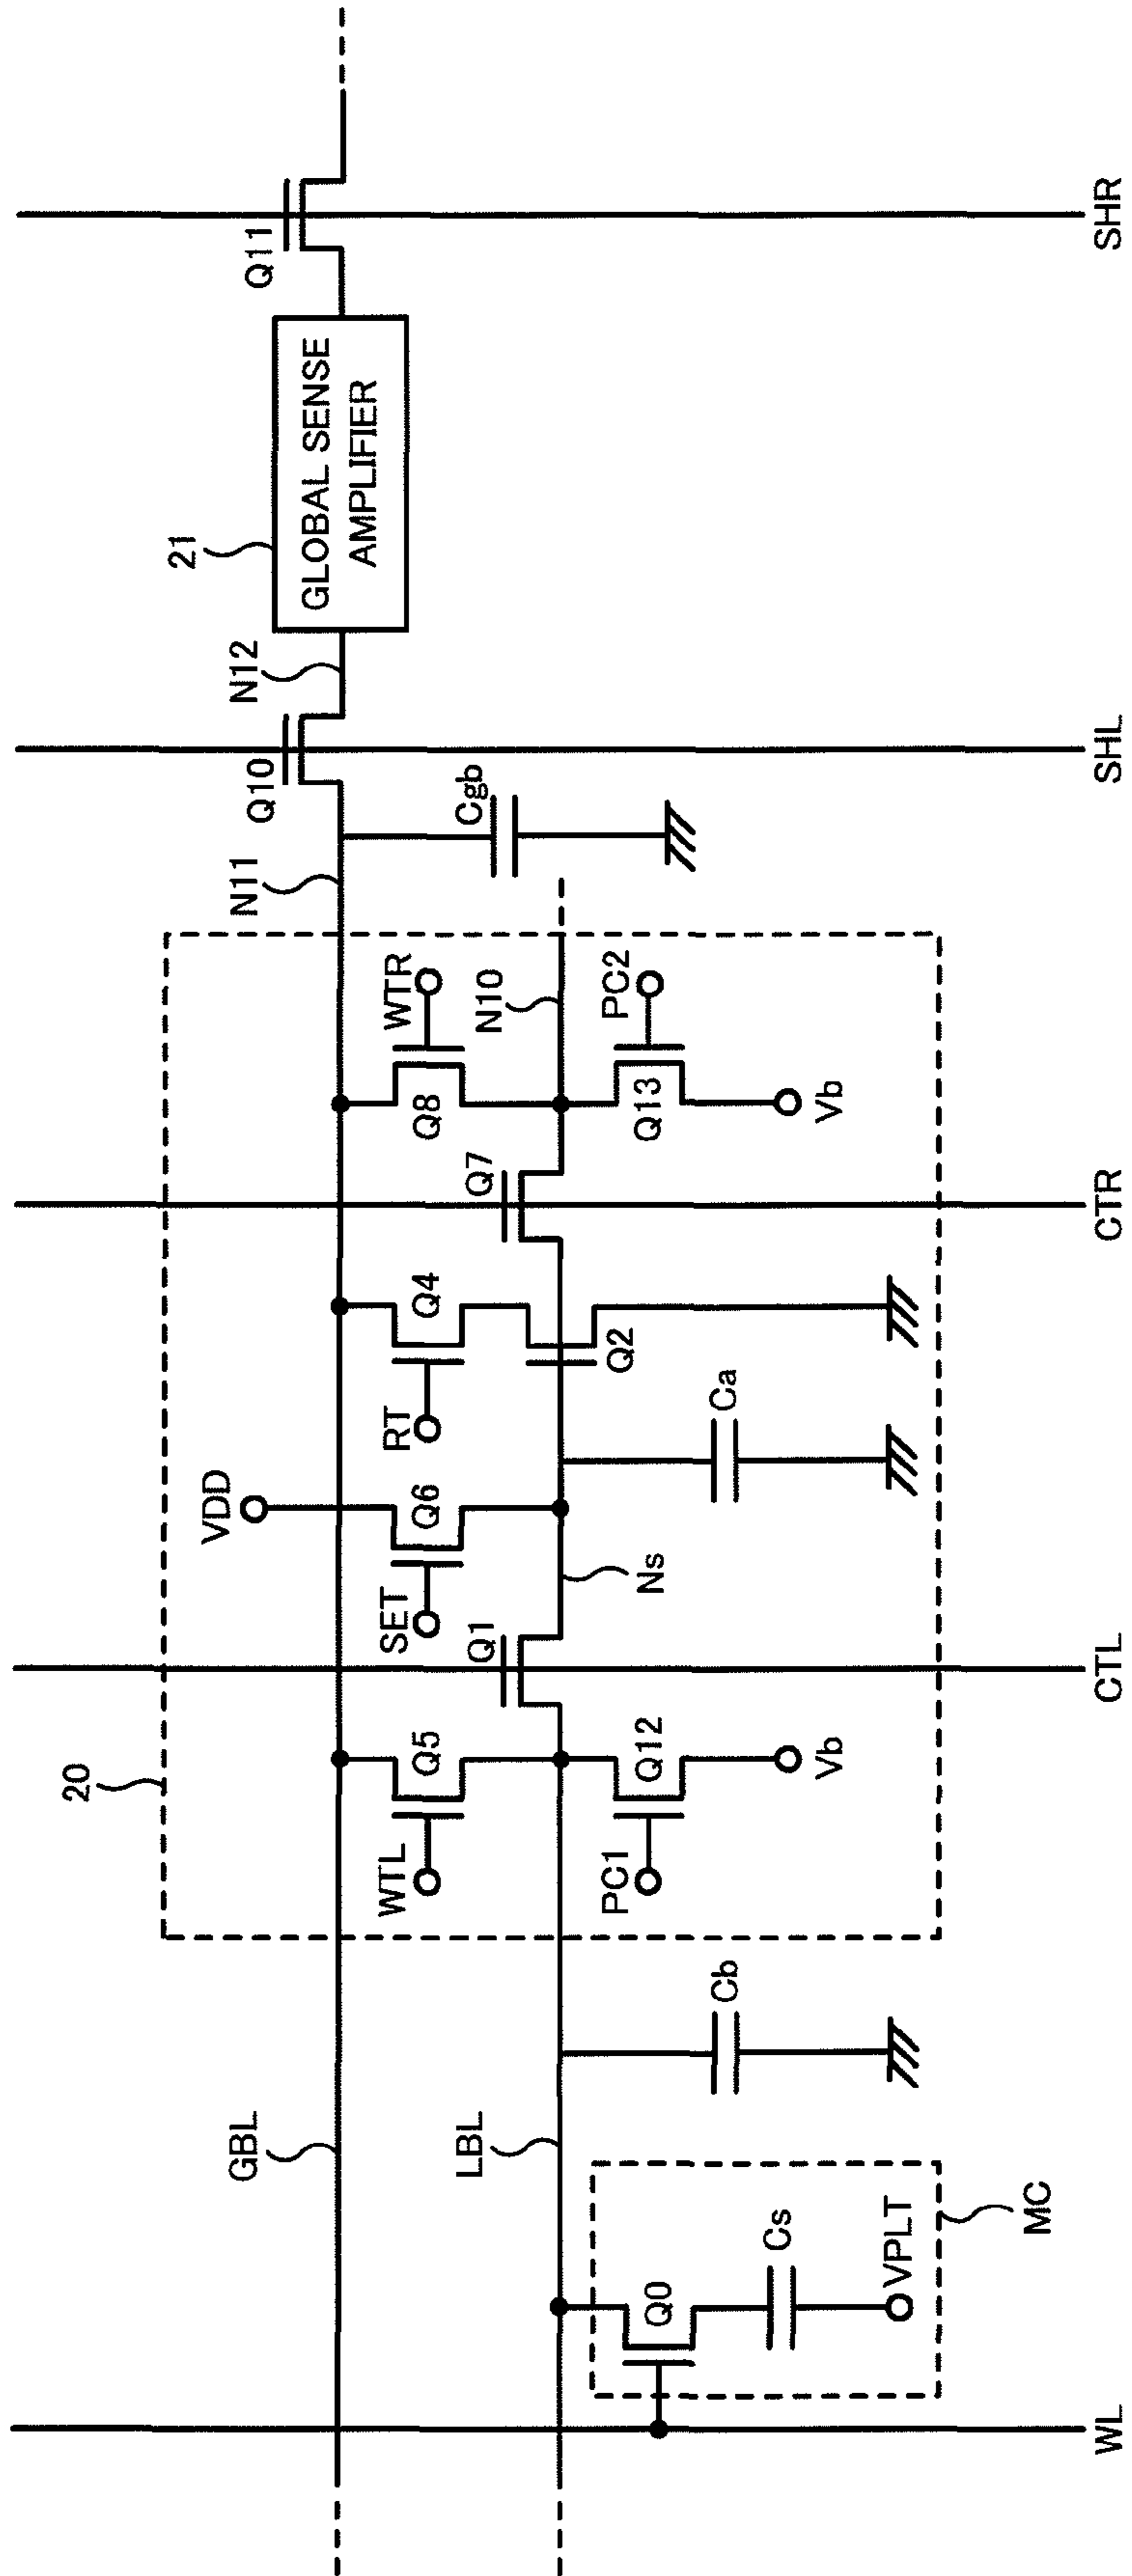 20
21
GBL
LBL
WTL
Q5
SET
VDD
Q6
RT
Q4
WTR
Q8
N11
Q10
N12
GLOBAL SENSE
AMPLIFIER
Q11
Q1
Ns
Q2
Q7
N10
Cgb
Q0
Cs
VPLT
MC
Cb
PC1
Q12
Vb
Ca
Q13
PC2
Vb
WL
CTL
CTR
SHL
SHR